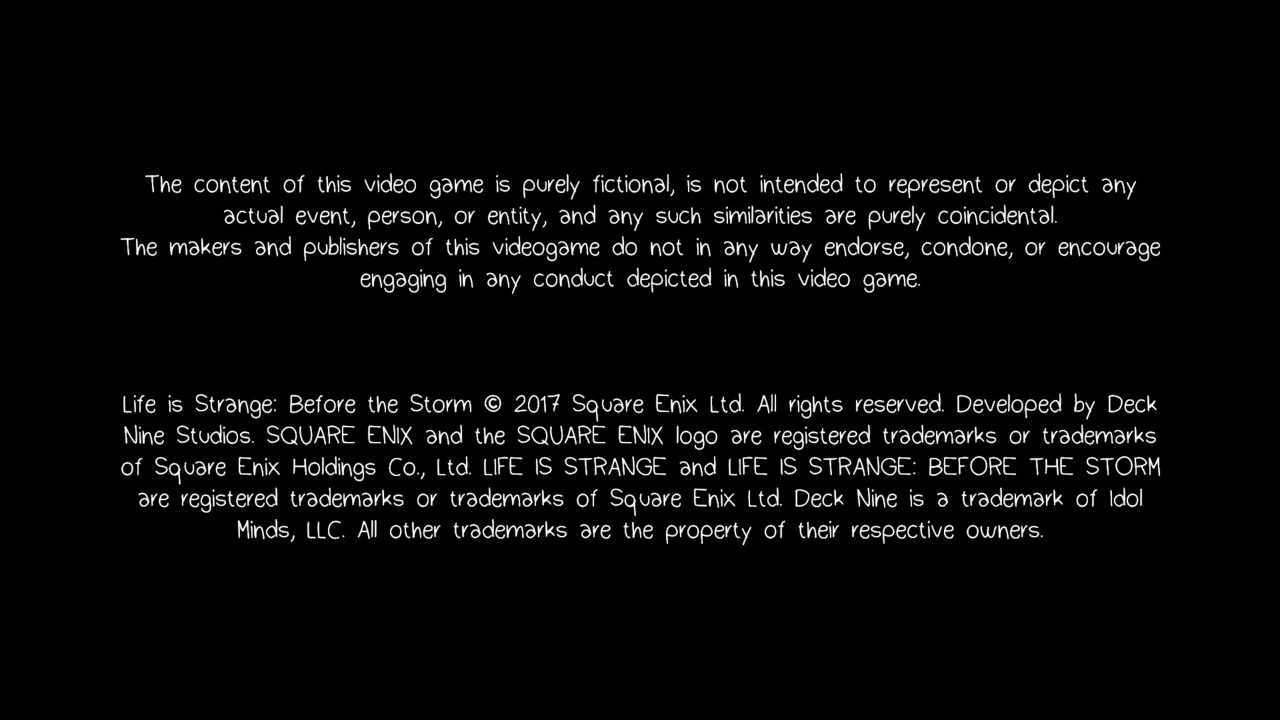 The content of this video game is purely fictional, is not intended to represent or depict any
actual event, person, or entity, and any such similarities are purely coincidental.
The makers and publishers of this videogame do not in any way endorse, condone, or encourage
engaging in any conduct depicted in this video game.
Life is Strange: Before the Storm © 2017 Square Enix Ltd. All rights reserved. Developed by Deck
Nine Studios. SQUARE ENIX and the SQUARE ENIX logo are registered trademarks or trademarks
of Square Enix Holdings Co., Ltd. LIFE IS STRANGE and LIFE IS STRANGE: BEFORE THE STORM
are registered trademarks or trademarks of Square Enix Ltd. Deck Nine is a trademark of Idol
Minds, LLC. All other trademarks are the property of their respective owners.